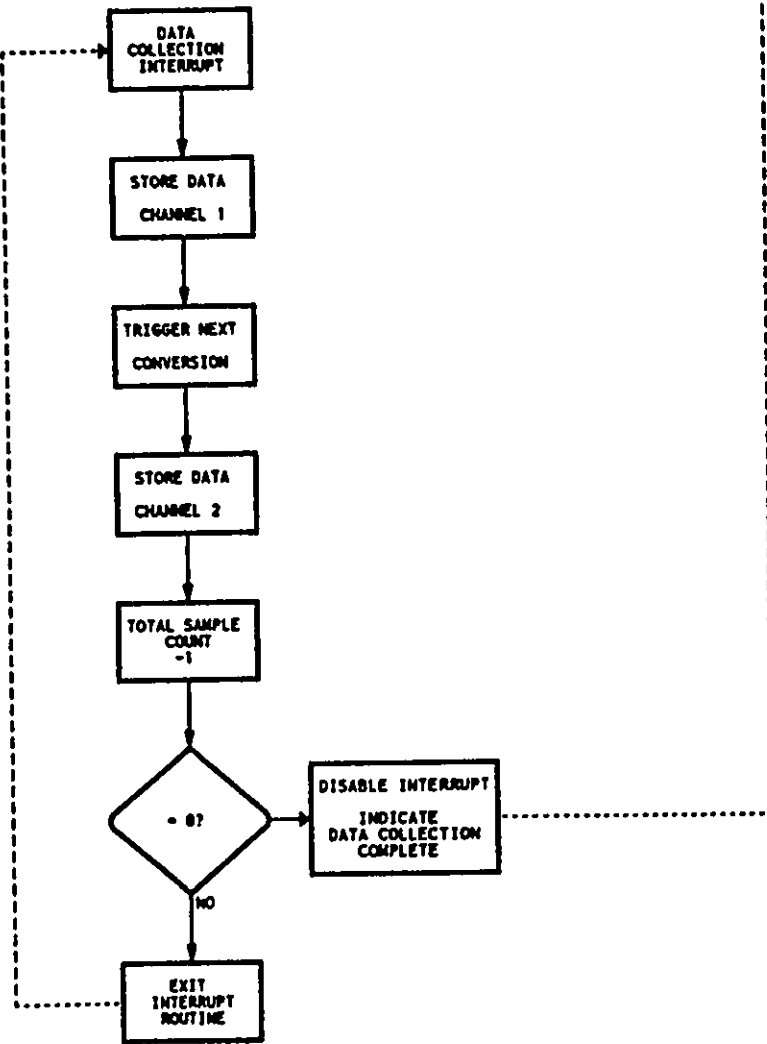 DATA
COLLECTION
INTERRUPT
STORE DATA
CHANNEL 1
TRIGGER NEXT
CONVERSION
STORE DATA
CHANNEL 2
TOTAL SAMPLE
COUNT
-1
= 0?
DISABLE INTERRUPT
INDICATE
DATA COLLECTION
COMPLETE
NO
EXIT
INTERRUPT
ROUTINE